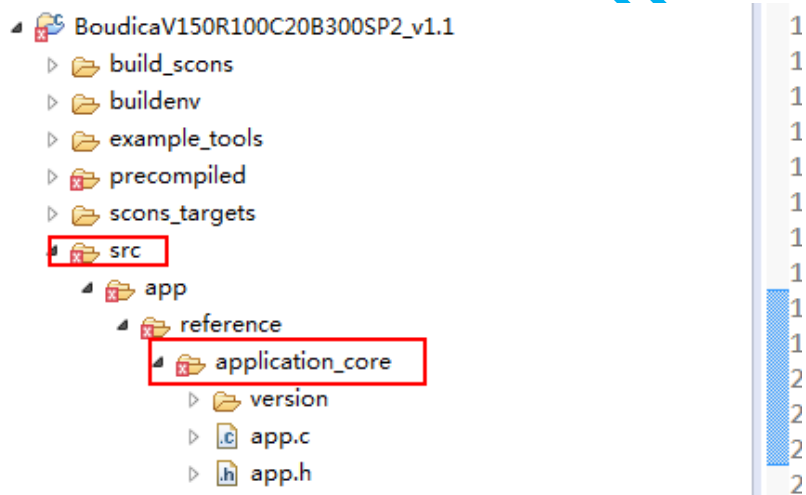 BoudicaV150R100C20B300SP2_v1.1
build_scons
buildenv
example_tools
precompiled
scons_targets
src
app
reference
application_core
version
.c app.c
.h app.h